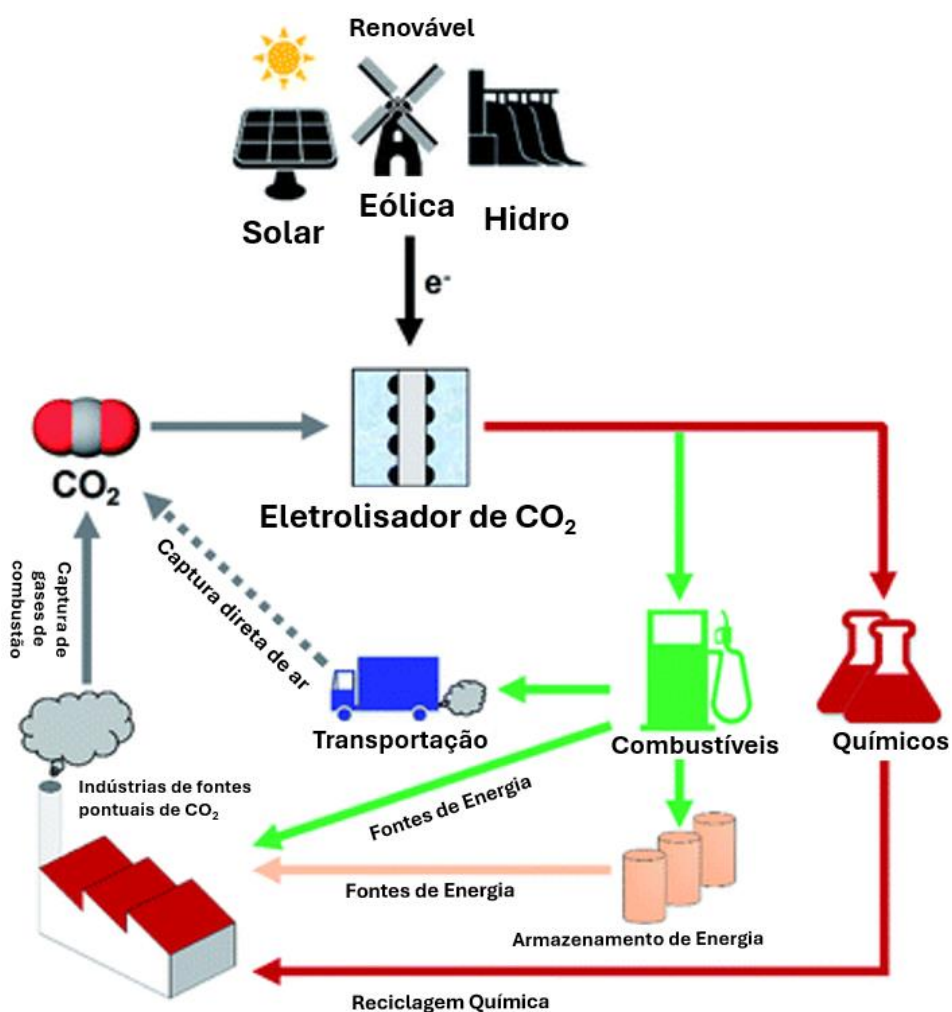 Renovável
Solar
Eólica
Hidro
e-
CO₂
Eletrolisador de CO₂
Captura de
gases de
combustão
Captura direta de ar
Transportação
Combustíveis
Químicos
Indústrias de fontes
pontuais de CO₂
Fontes de Energia
Fontes de Energia
Armazenamento de Energia
Reciclagem Química